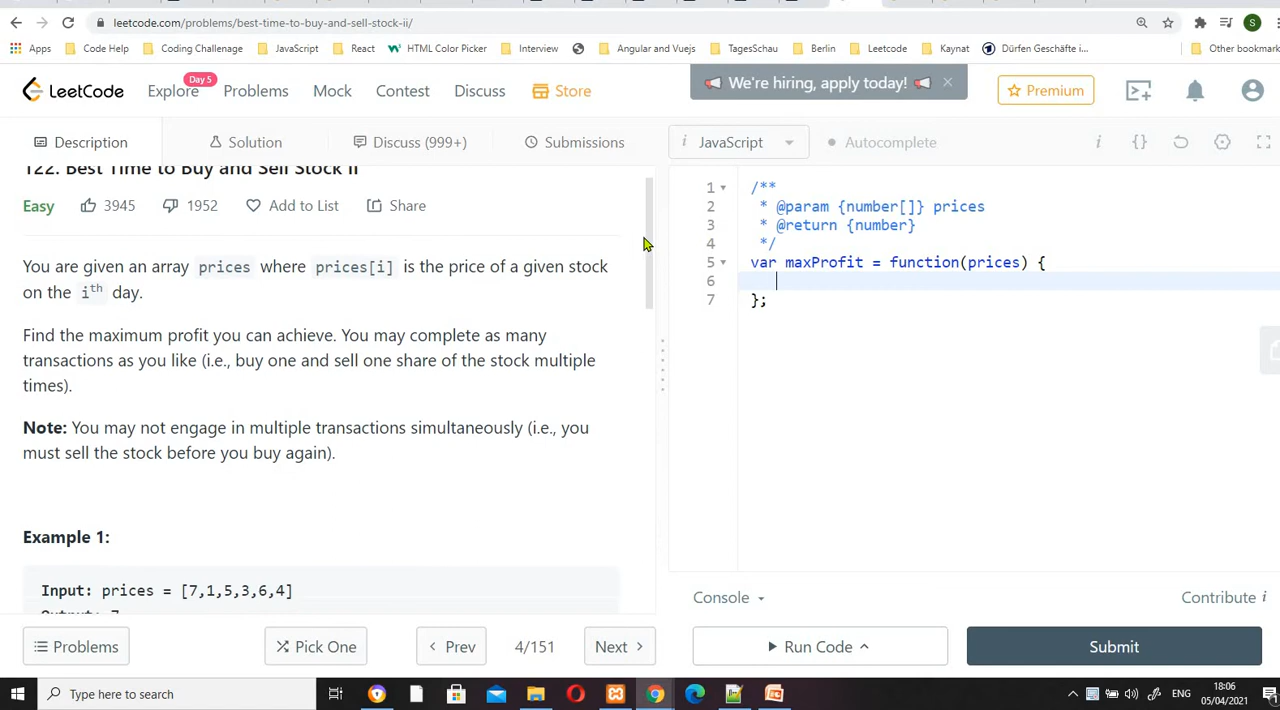 leetcode.com/problems/best-time-to-buy-and-sell-stock-ii/
S
Apps Code Help Coding Challenage JavaScript React HTML Color Picker Interview Angular and Vuejs TagesSchau Berlin Leetcode Kaynat Dürfen Geschäfte i... Other bookmark
LeetCode Explore Day 5 Problems Mock Contest Discuss Store We're hiring, apply today! × Premium
Description Solution Discuss (999+) Submissions
i JavaScript Autocomplete i {}
122. Best Time to Buy and Sell Stock II
Easy 3945 1952 Add to List Share
You are given an array prices where prices[i] is the price of a given stock
on the ith day.
Find the maximum profit you can achieve. You may complete as many
transactions as you like (i.e., buy one and sell one share of the stock multiple
times).
Note: You may not engage in multiple transactions simultaneously (i.e., you
must sell the stock before you buy again).
Example 1:
Input: prices = [7,1,5,3,6,4]
Output: 7
1 /**
2 * @param {number[]} prices
3 * @return {number}
4 */
5 var maxProfit = function(prices) {
6
7 };
Console Contribute i
Problems Pick One Prev 4/151 Next Run Code Submit
Type here to search ENG 18:06
05/04/2021